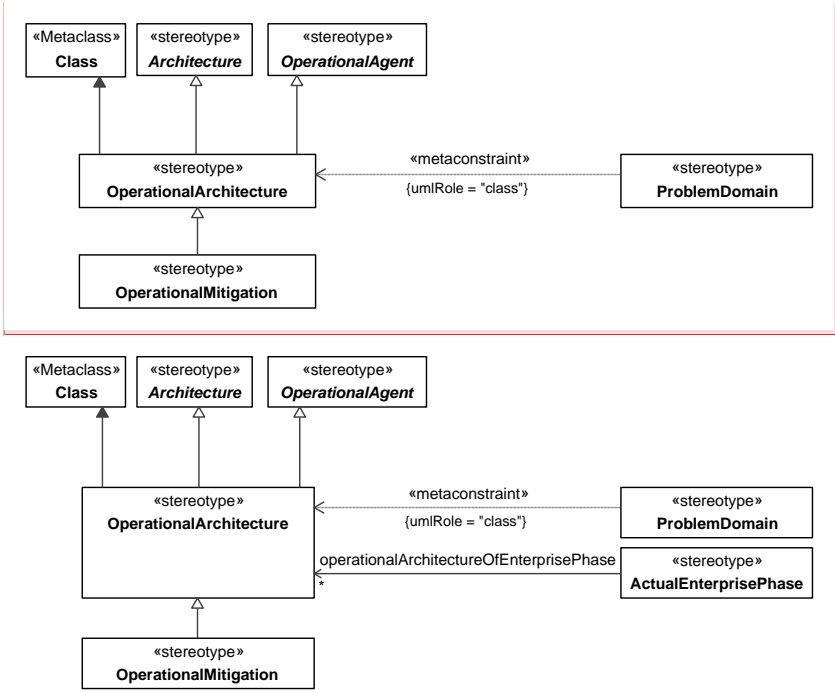 «Metaclass»
Class
«stereotype»
Architecture
«stereotype»
OperationalAgent
«stereotype»
OperationalArchitecture
«metaconstraint»
{umlRole = "class"}
«stereotype»
ProblemDomain
«stereotype»
OperationalMitigation
«Metaclass»
Class
«stereotype»
Architecture
«stereotype»
OperationalAgent
«stereotype»
OperationalArchitecture
«metaconstraint»
{umlRole = "class"}
«stereotype»
ProblemDomain
operationalArchitectureOfEnterprisePhase
*
«stereotype»
ActualEnterprisePhase
«stereotype»
OperationalMitigation